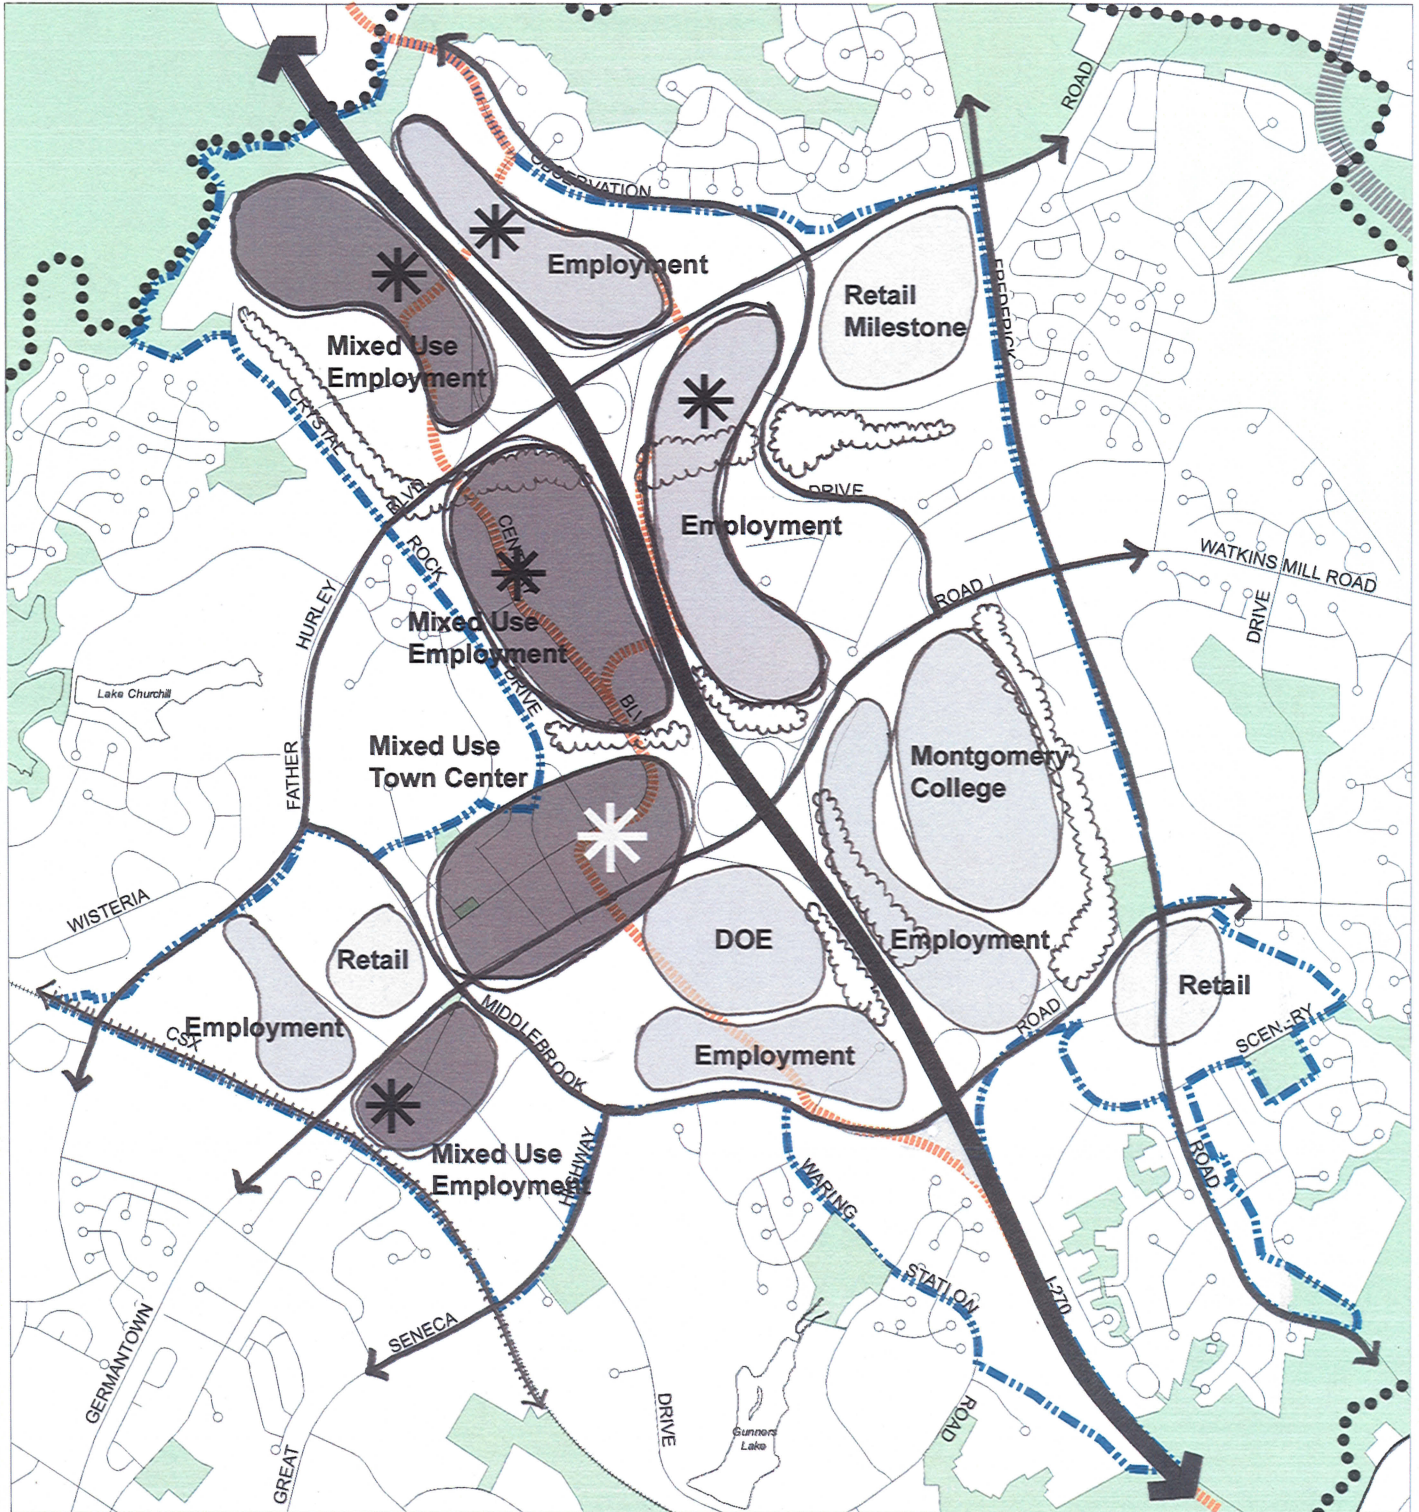 ROAD
OBSERVATION
Employment
Retail
Milestone
FREDERICK
Mixed Use
Employment
CRYSTAL
BLVD.
DRIVE
Employment
CENTURY
ROCK
WATKINS MILL ROAD
ROAD
DRIVE
HURLEY
Mixed Use
Employment
DRIVE
Lake Churchill
BLVD
Mixed Use
Town Center
FATHER
Montgomery
College
WISTERIA
Retail
DOE
Employment
Retail
MIDDLEBROOK
Employment
CSX
ROAD
SCENERY
Employment
Mixed Use
Employment
HIGHWAY
WARING
ROAD
STATION
I-270
SENECA
GERMANTOWN
DRIVE
ROAD
Gunners
Lake
GREAT